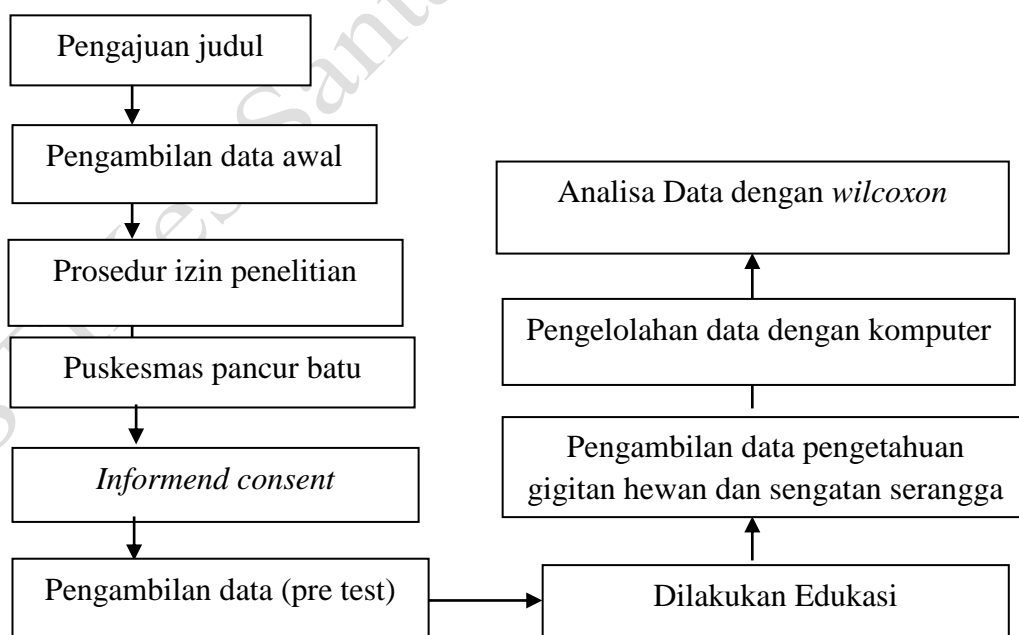 Pengajuan judul
Pengambilan data awal
Prosedur izin penelitian
Puskesmas pancur batu
Informend consent
Pengambilan data (pre test)
Dilakukan Edukasi
Pengambilan data pengetahuan
gigitan hewan dan sengatan serangga
Pengelolahan data dengan komputer
Analisa Data dengan wilcoxon